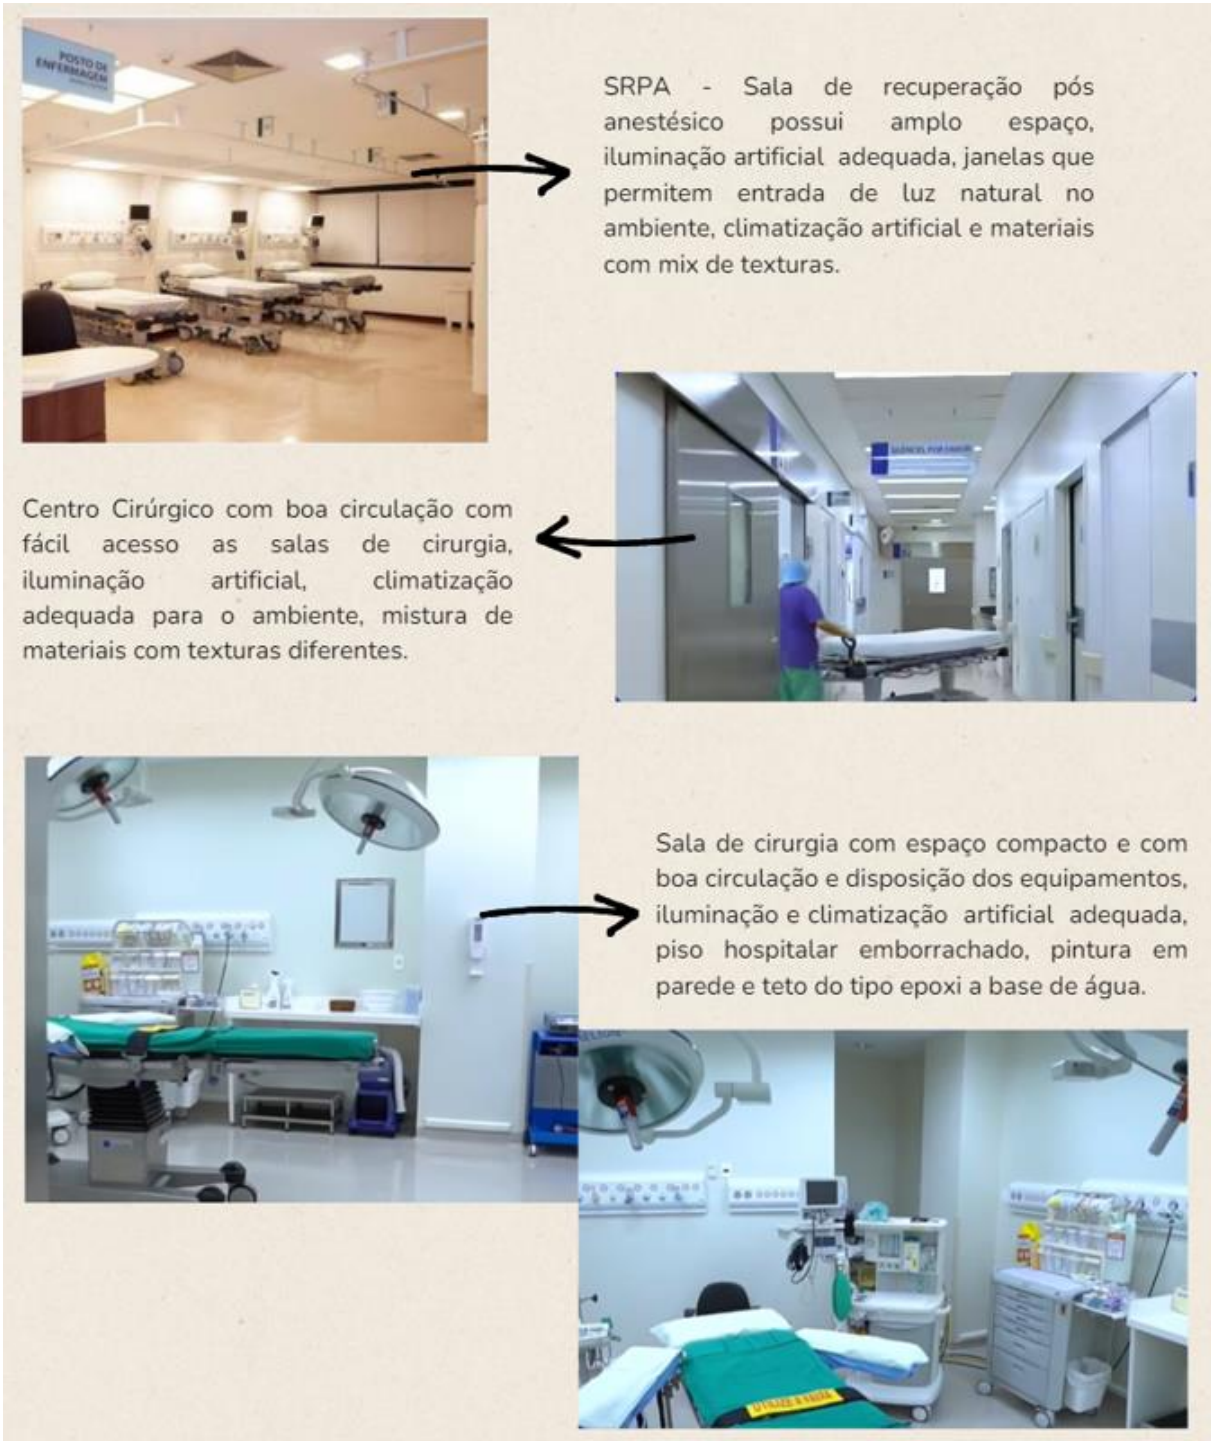 POSTO DE
ENFERMAGEM
SRPA - Sala de recuperação pós
anestésico possui amplo espaço,
iluminação artificial adequada, janelas que
permitem entrada de luz natural no
ambiente, climatização artificial e materiais
com mix de texturas.
Centro Cirúrgico com boa circulação com
fácil acesso as salas de cirurgia,
iluminação artificial, climatização
adequada para o ambiente, mistura de
materiais com texturas diferentes.
Sala de cirurgia com espaço compacto e com
boa circulação e disposição dos equipamentos,
iluminação e climatização artificial adequada,
piso hospitalar emborrachado, pintura em
parede e teto do tipo epoxi a base de água.